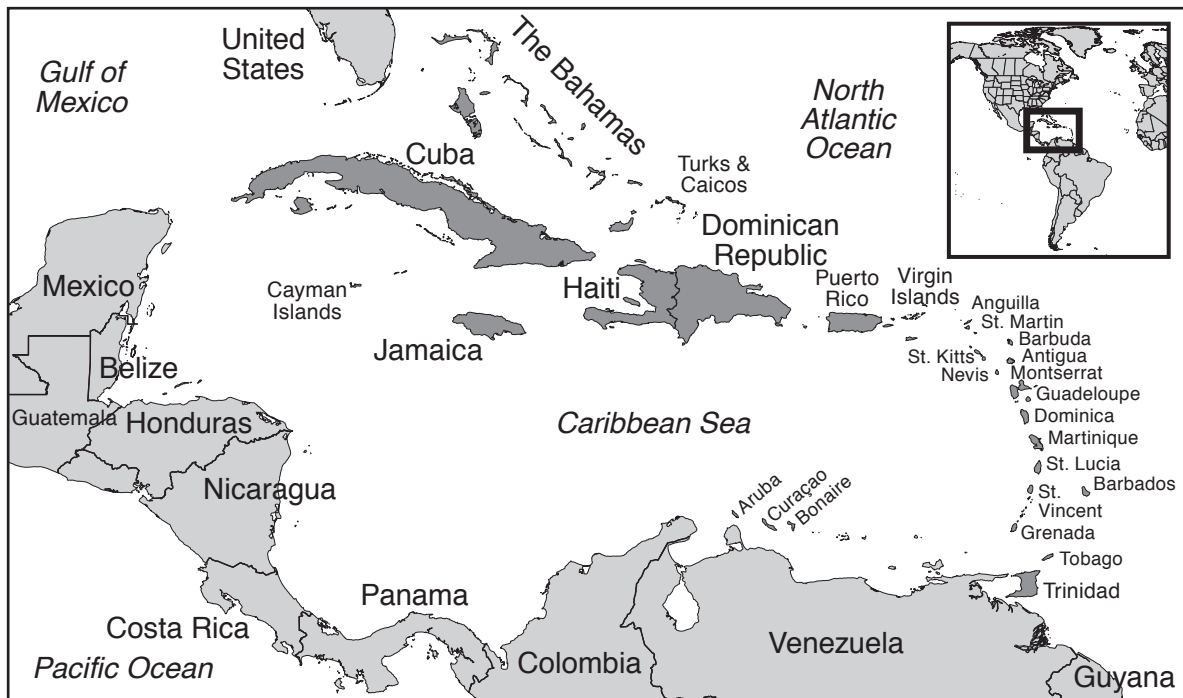 United
States
Gulf of
Mexico
The Bahamas
North
Atlantic
Ocean
Cuba
Turks &
Caicos
Dominican
Republic
Mexico
Cayman
Islands
Haiti
Puerto
Rico
Virgin
Islands
Anguilla
St. Martin
Barbuda
Antigua
St. Kitts
Nevis
Montserrat
Guadeloupe
Jamaica
Belize
Guatemala
Honduras
Caribbean Sea
Dominica
Martinique
St. Lucia
Nicaragua
Aruba
Curaçao
Bonaire
Barbados
St.
Vincent
Grenada
Tobago
Trinidad
Panama
Costa Rica
Pacific Ocean
Colombia
Venezuela
Guyana